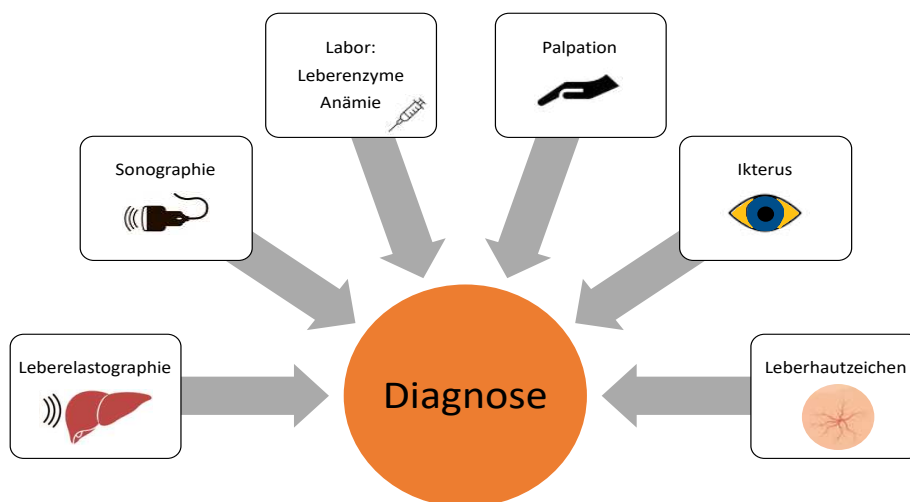 Labor:
Leberenzyme
Anämie
Palpation
Sonographie
Ikterus
Leberelastographie
Leberhautzeichen
Diagnose